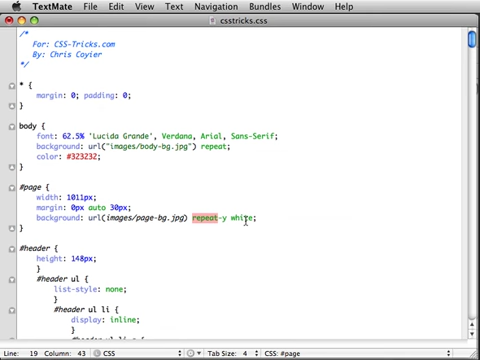 TextMate File Edit View Text Navigation Bundles Window Help
csstricks.css
/*
For: CSS-Tricks.com
By: Chris Coyier
*/
* {
margin: 0; padding: 0;
}
body {
font: 62.5% 'Lucida Grande', Verdana, Arial, Sans-Serif;
background: url("images/body-bg.jpg") repeat;
color: #323232;
}
#page {
width: 1011px;
margin: 0px auto 30px;
background: url(images/page-bg.jpg) repeat-y white;
}
#header {
height: 148px;
}
#header ul {
list-style: none;
}
#header ul li {
display: inline;
}
Line: 19 Column: 43 CSS Tab Size: 4 CSS: #page